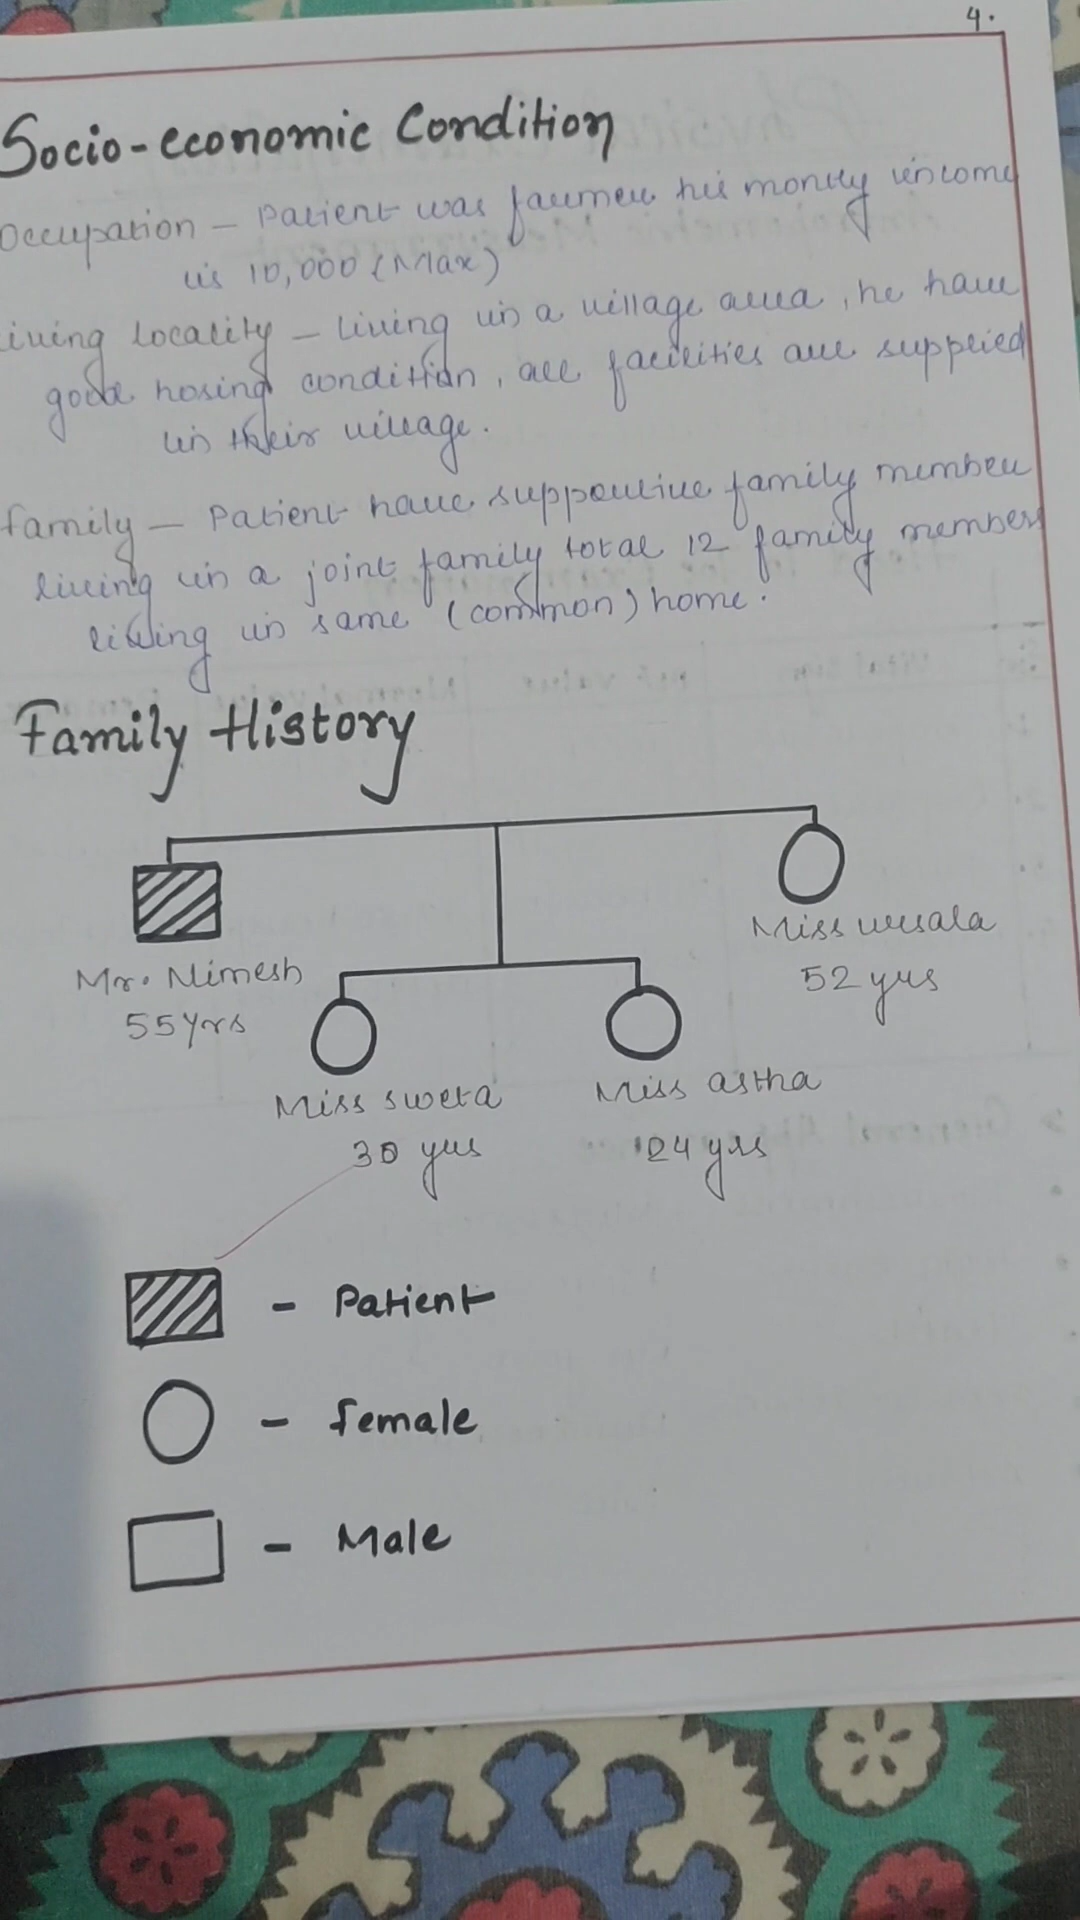 4.
Socio-economic Condition
Occupation – Patient was farmer his montly income
is 10,000 (Max)
iving locality – living in a village area, he have
good hosing condition, all facilities are supplied
in their village.
family – Patient have supportive family member
living in a joint family total 12 family members
living in same (common) home.
Family History
Mr. Nimesh
55yrs
Miss
52 yrs
Miss sweta
30 yrs
Miss astha
24 yrs
- Patient
- female
- Male